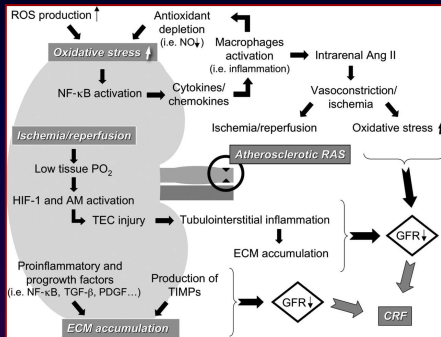 ROS production ↑
Antioxidant
depletion
(i.e. NO↓)
Oxidative stress ↑
Macrophages
activation
(i.e. inflammation)
Intrarenal Ang II
NF-κB activation
Cytokines/
chemokines
Vasoconstriction/
ischemia
Ischemia/reperfusion
Oxidative stress ↑
Ischemia/reperfusion
Atherosclerotic RAS
Low tissue PO₂
HIF-1 and AM activation
TEC injury
Tubulointerstitial inflammation
ECM accumulation
GFR↓
Proinflammatory and
progrowth factors
(i.e. NF-κB, TGF-β, PDGF...)
Production of
TIMPs
GFR↓
CRF
ECM accumulation